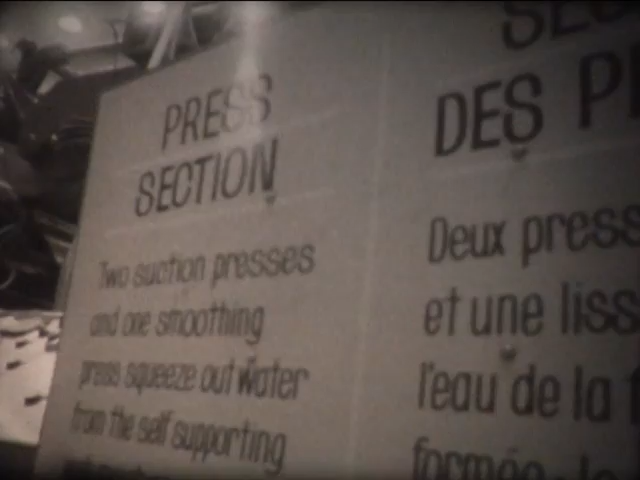 PRESS
SECTION
Two suction presses
and one smoothing
press squeeze out water
from the self supporting
DES
Deux press
et une liss
l'eau de la
formée